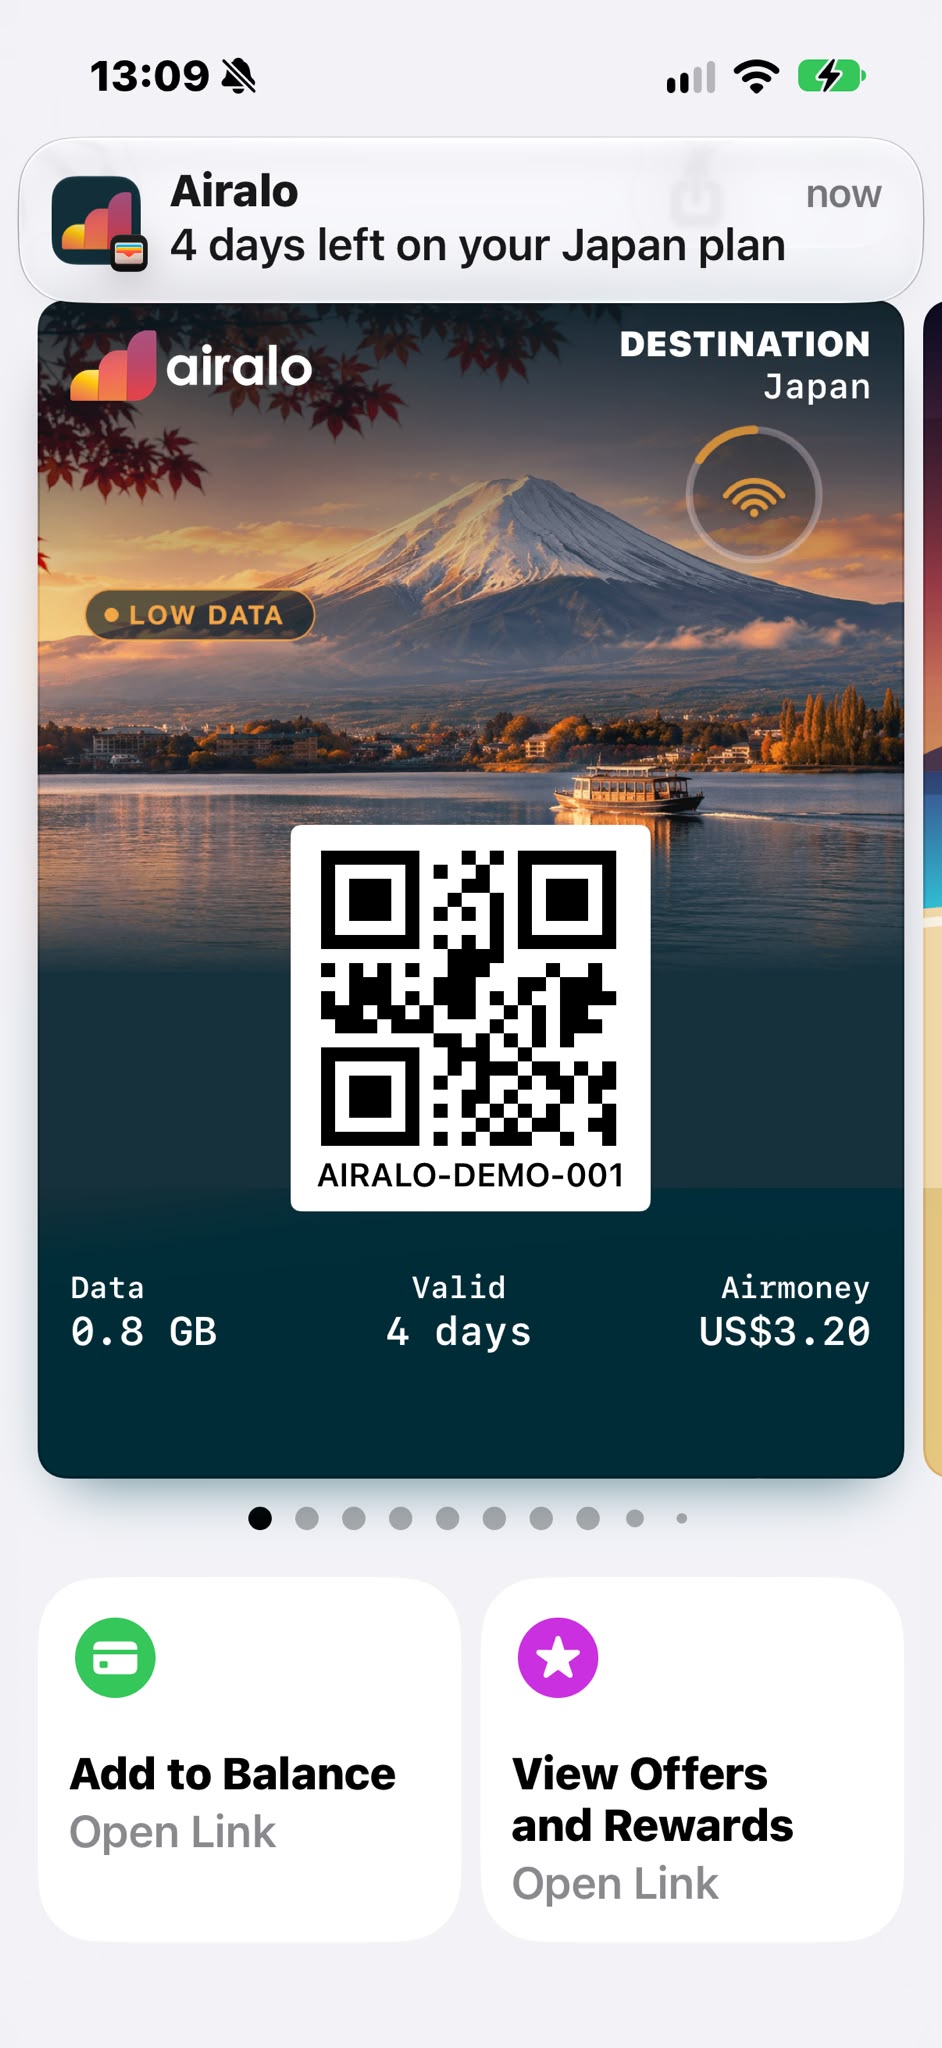 13:09
Airalo
now
4 days left on your Japan plan
airalo
DESTINATION
Japan
LOW DATA
AIRALO-DEMO-001
Data
Valid
Airmoney
0.8 GB
4 days
US$3.20
Add to Balance
Open Link
View Offers
and Rewards
Open Link